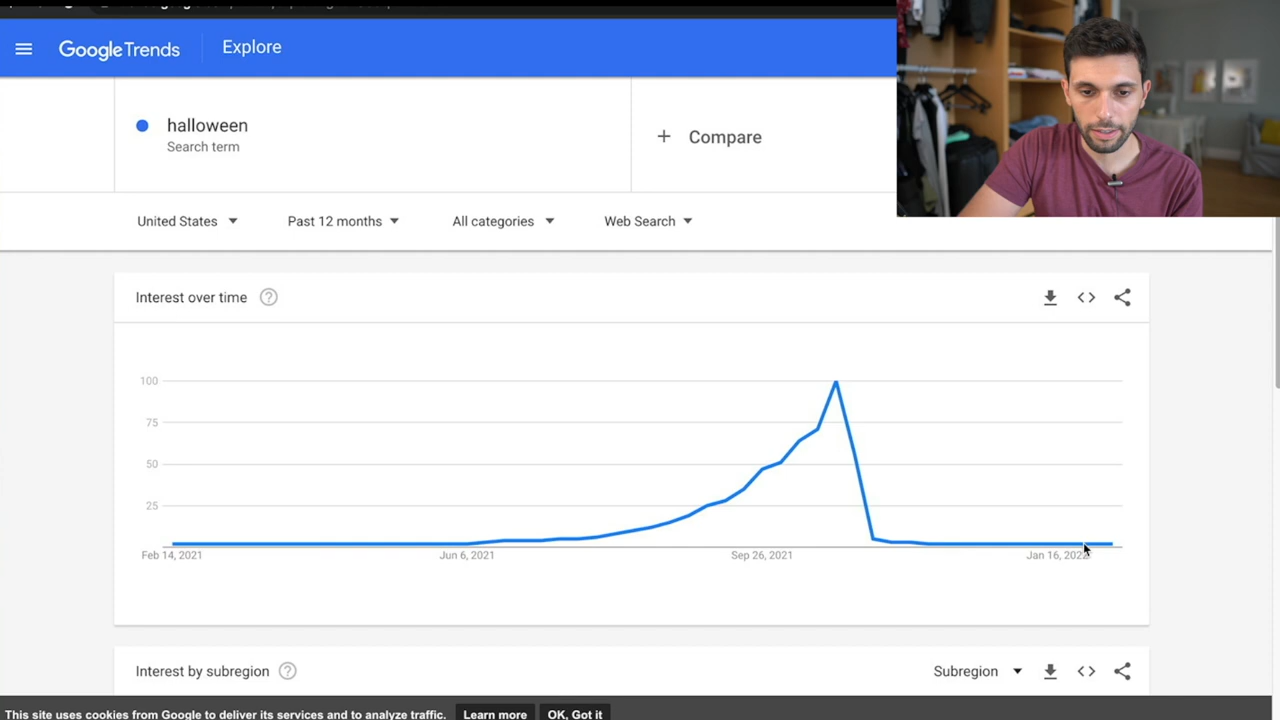 Google Trends
Explore
halloween
Search term
+ Compare
United States
Past 12 months
All categories
Web Search
Interest over time
100
75
50
25
Feb 14, 2021
Jun 6, 2021
Sep 26, 2021
Jan 16, 2022
Interest by subregion
Subregion
This site uses cookies from Google to deliver its services and to analyze traffic.
Learn more
OK, Got it